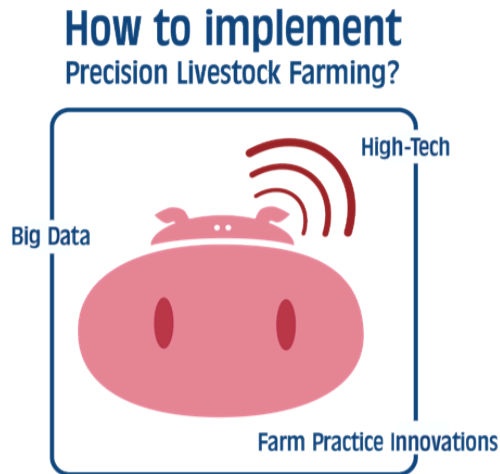 How to implement
Precision Livestock Farming?
High-Tech
Big Data
Farm Practice Innovations